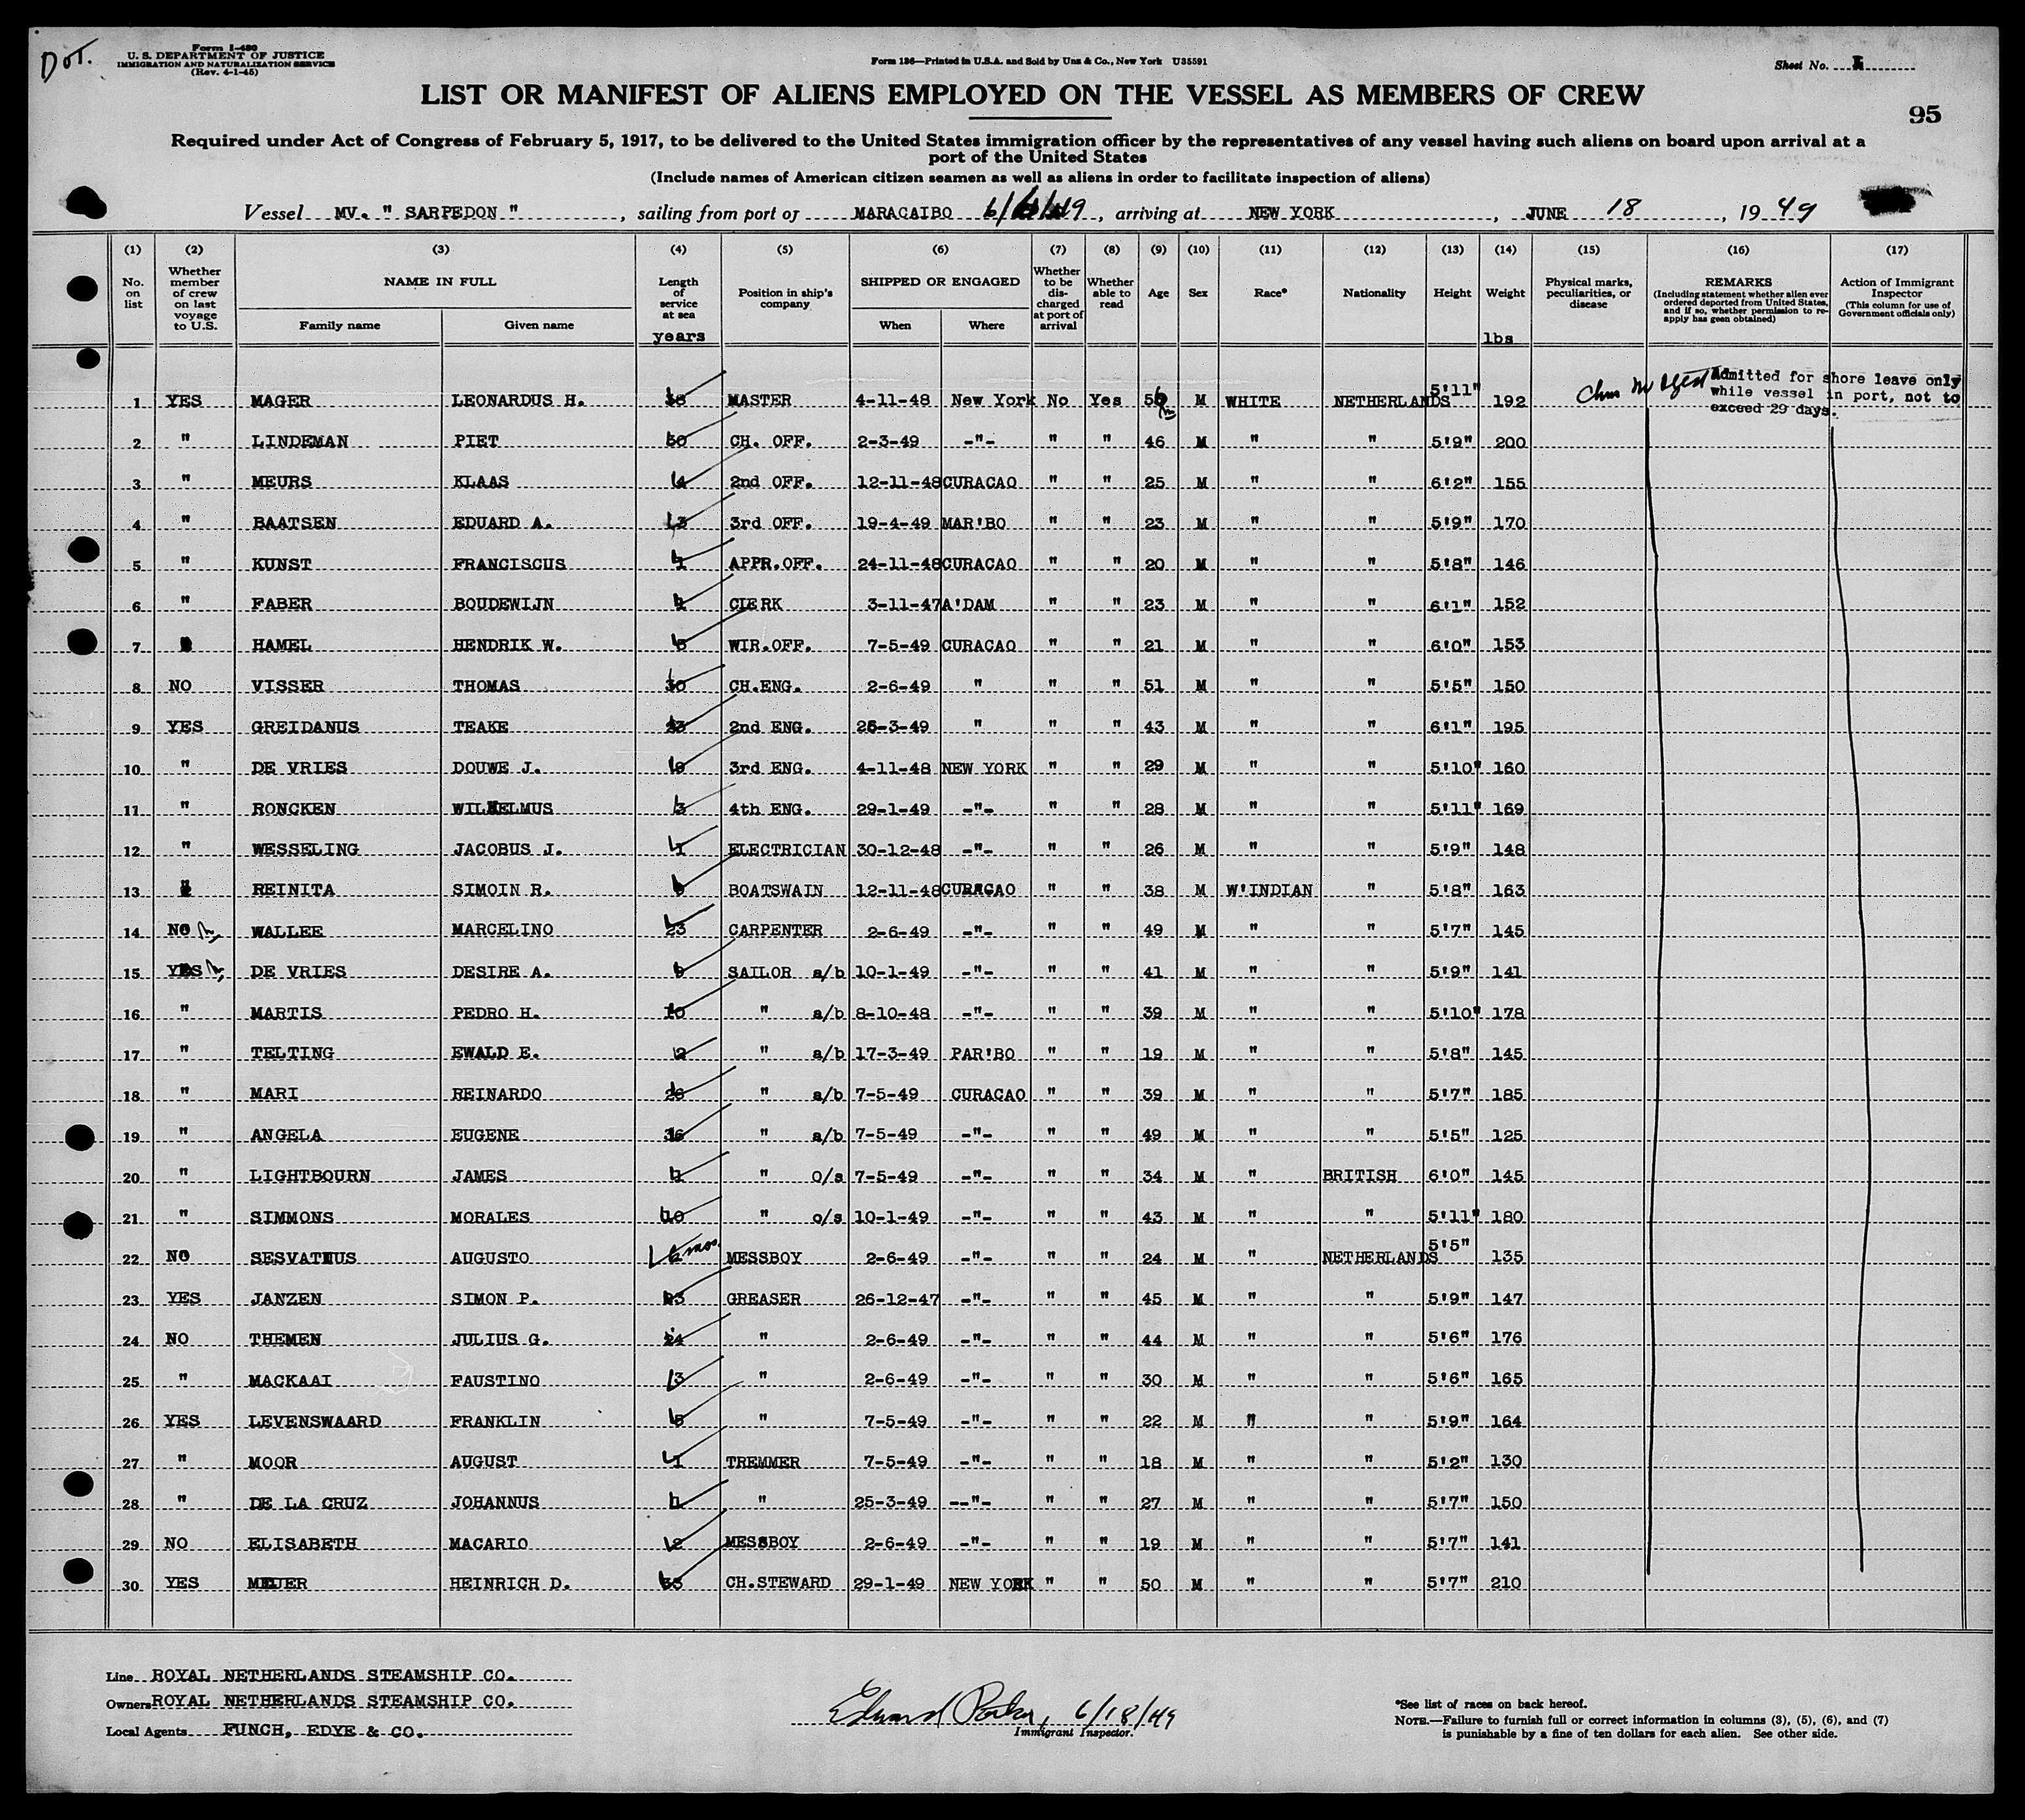 Dot.
Form I-480
U. S. DEPARTMENT OF JUSTICE
IMMIGRATION AND NATURALIZATION SERVICE
(Rev. 4-1-45)
Form 136—Printed in U.S.A. and Sold by Unz & Co., New York U35591
Sheet No.
LIST OR MANIFEST OF ALIENS EMPLOYED ON THE VESSEL AS MEMBERS OF CREW
95
Required under Act of Congress of February 5, 1917, to be delivered to the United States immigration officer by the representatives of any vessel having such aliens on board upon arrival at a
port of the United States
(Include names of American citizen seamen as well as aliens in order to facilitate inspection of aliens)
Vessel MV. " SARPEDON " , sailing from port of MARACAIBO , arriving at NEW YORK , JUNE 18 , 19 49
(1) (2) (3) (4) (5) (6) (7) (8) (9) (10) (11) (12) (13) (14) (15) (16) (17)
No. on list
Whether member of crew on last voyage to U.S.
NAME IN FULL
Family name Given name
Length of service at sea
years
Position in ship's company
SHIPPED OR ENGAGED
When Where
Whether to be discharged at port of arrival
Whether able to read
Age
Sex
Race*
Nationality
Height
Weight
lbs
Physical marks, peculiarities, or disease
REMARKS
(Including statement whether alien ever ordered deported from United States, and if so, whether permission to re-apply has geen obtained)
Action of Immigrant Inspector
(This column for use of Government officials only)
Admitted for shore leave only
while vessel in port, not to
exceed 29 days.
1 YES MAGER LEONARDUS H. MASTER 4-11-48 New York No Yes M WHITE NETHERLANDS 5'11" 192
2 " LINDEMAN PIET 30 CH. OFF. 2-3-49 -"- " " 46 M " " 5'9" 200
3 " MEURS KLAAS 4 2nd OFF. 12-11-48 CURACAO " " 25 M " " 6'2" 155
4 " BAATSEN EDUARD A. 3 3rd OFF. 19-4-49 MAR'BO " " 23 M " " 5'9" 170
5 " KUNST FRANCISCUS 1 APPR.OFF. 24-11-48 CURACAO " " 20 M " " 5'8" 146
6 " FABER BOUDEWIJN CLERK 3-11-47 A'DAM " " 23 M " " 6'1" 152
7 HAMEL HENDRIK W. WIR.OFF. 7-5-49 CURACAO " " 21 M " " 6'0" 153
8 NO VISSER THOMAS 30 CH.ENG. 2-6-49 " " " 51 M " " 5'5" 150
9 YES GREIDANUS TEAKE 23 2nd ENG. 25-3-49 " " " 43 M " " 6'1" 195
10 " DE VRIES DOUWE J. 3rd ENG. 4-11-48 NEW YORK " " 29 M " " 5'10" 160
11 " RONCKEN WILHELMUS 3 4th ENG. 29-1-49 -"- " " 28 M " " 5'11" 169
12 " WESSELING JACOBUS J. 1 ELECTRICIAN 30-12-48 -"- " " 26 M " " 5'9" 148
13 " REINITA SIMOIN R. BOATSWAIN 12-11-48 CURACAO " " 38 M W'INDIAN " 5'8" 163
14 NO WALLEE MARCELINO 23 CARPENTER 2-6-49 -"- " " 49 M " " 5'7" 145
15 YES DE VRIES DESIRE A. 9 SAILOR a/b 10-1-49 -"- " " 41 M " " 5'9" 141
16 " MARTIS PEDRO H. 10 " a/b 8-10-48 -"- " " 39 M " " 5'10" 178
17 " TELTING EWALD E. 2 " a/b 17-3-49 PAR'BO " " 19 M " " 5'8" 145
18 " MARI REINARDO 26 " a/b 7-5-49 CURACAO " " 39 M " " 5'7" 185
19 " ANGELA EUGENE " a/b 7-5-49 -"- " " 49 M " " 5'5" 125
20 " LIGHTBOURN JAMES " O/s 7-5-49 -"- " " 34 M " BRITISH 6'0" 145
21 " SIMMONS MORALES 10 " o/s 10-1-49 -"- " " 43 M " " 5'11" 180
22 NO SESVATNUS AUGUSTO 6 mos. MESSBOY 2-6-49 -"- " " 24 M " NETHERLANDS 5'5" 135
23 YES JANZEN SIMON P. 23 GREASER 26-12-47 -"- " " 45 M " " 5'9" 147
24 NO THEMEN JULIUS G. 24 " 2-6-49 -"- " " 44 M " " 5'6" 176
25 " MACKAAI FAUSTINO 3 " 2-6-49 -"- " " 30 M " " 5'6" 165
26 YES LEVENSWAARD FRANKLIN 5 " 7-5-49 -"- " " 22 M " " 5'9" 164
27 " MOOR AUGUST 1 TREMMER 7-5-49 -"- " " 18 M " " 5'2" 130
28 " DE LA CRUZ JOHANNUS 1 " 25-3-49 --"- " " 27 M " " 5'7" 150
29 NO ELISABETH MACARIO 2 MESSBOY 2-6-49 -"- " " 19 M " " 5'7" 141
30 YES MEIJER HEINRICH D. 33 CH.STEWARD 29-1-49 NEW YORK " " 50 M " " 5'7" 210
Line ROYAL NETHERLANDS STEAMSHIP CO.
Owners ROYAL NETHERLANDS STEAMSHIP CO.
Local Agents FUNCH, EDYE & CO.
Edward Parker, 6/18/49
Immigrant Inspector.
*See list of races on back hereof.
NOTE.—Failure to furnish full or correct information in columns (3), (5), (6), and (7)
is punishable by a fine of ten dollars for each alien. See other side.